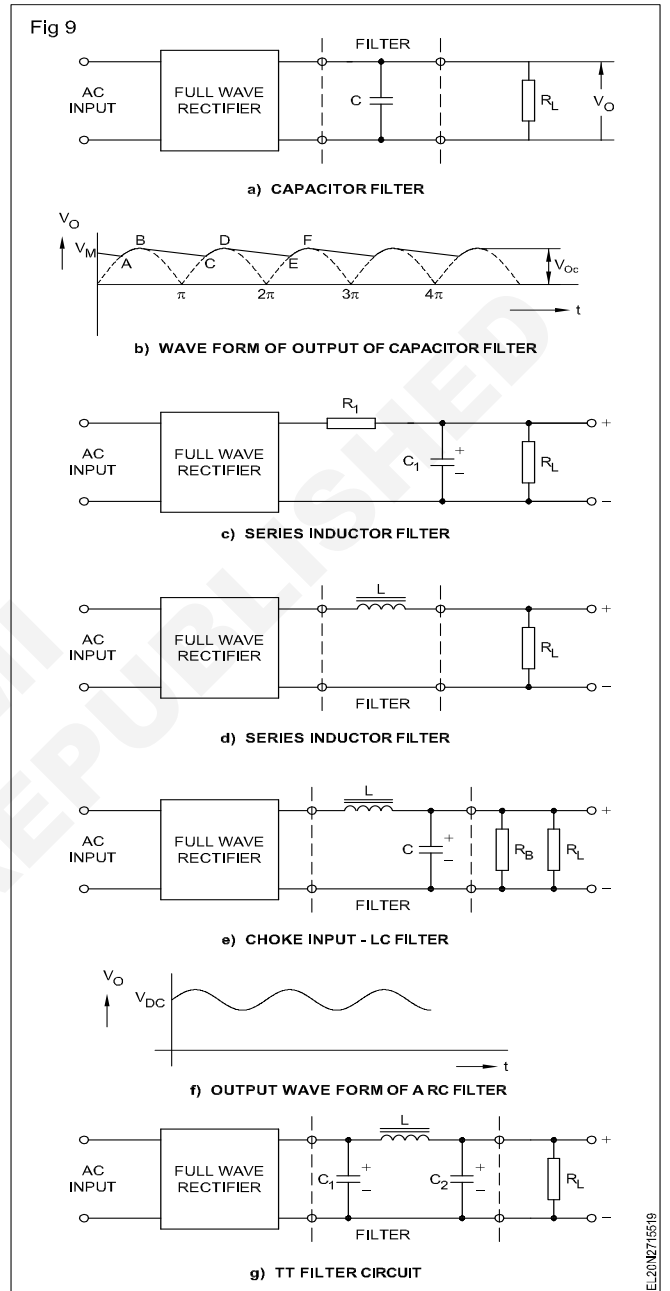 Fig 9
FILTER
AC INPUT
FULL WAVE RECTIFIER
C
R_L
V_O
a) CAPACITOR FILTER
V_O
V_M
A B C D E F
V_Oc
π 2π 3π 4π
t
b) WAVE FORM OF OUTPUT OF CAPACITOR FILTER
R_1
AC INPUT
FULL WAVE RECTIFIER
C_1
+
−
R_L
+
−
c) SERIES INDUCTOR FILTER
L
AC INPUT
FULL WAVE RECTIFIER
R_L
+
−
FILTER
d) SERIES INDUCTOR FILTER
L
AC INPUT
FULL WAVE RECTIFIER
C
+
−
R_B
R_L
+
−
FILTER
e) CHOKE INPUT - LC FILTER
V_O
V_DC
t
f) OUTPUT WAVE FORM OF A RC FILTER
L
AC INPUT
FULL WAVE RECTIFIER
C_1
+
−
C_2
+
−
R_L
+
−
FILTER
g) TT FILTER CIRCUIT
EL20N2715519
MI
REPUBLISHED